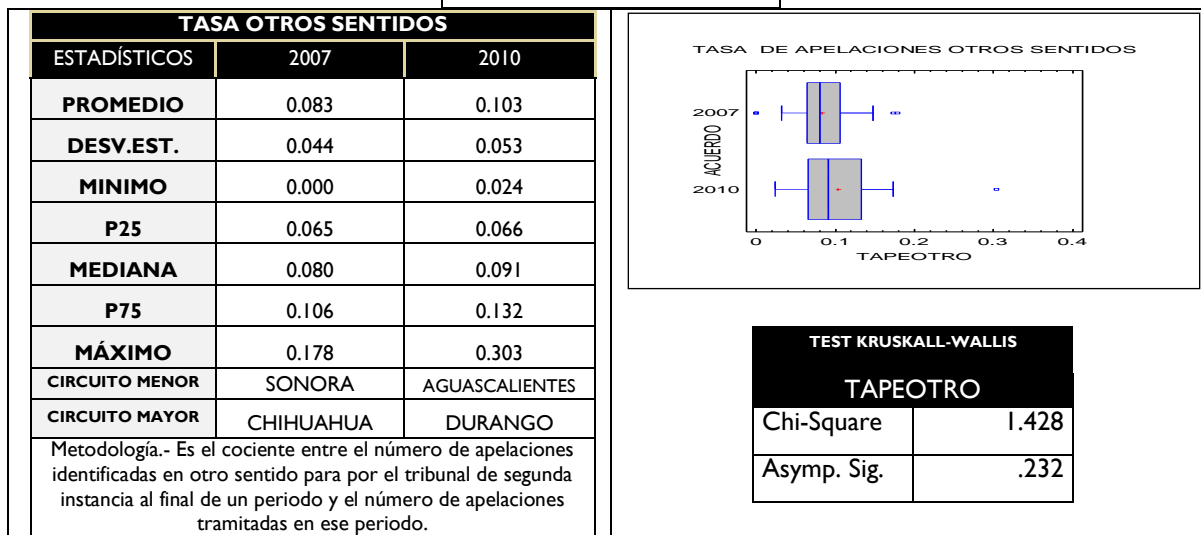 TASA OTROS SENTIDOS
ESTADÍSTICOS 2007 2010
PROMEDIO 0.083 0.103
DESV.EST. 0.044 0.053
MINIMO 0.000 0.024
P25 0.065 0.066
MEDIANA 0.080 0.091
P75 0.106 0.132
MÁXIMO 0.178 0.303
CIRCUITO MENOR SONORA AGUASCALIENTES
CIRCUITO MAYOR CHIHUAHUA DURANGO
Metodología.- Es el cociente entre el número de apelaciones
identificadas en otro sentido para por el tribunal de segunda
instancia al final de un periodo y el número de apelaciones
tramitadas en ese periodo.
TASA DE APELACIONES OTROS SENTIDOS
2007
ACUERDO
2010
0 0.1 0.2 0.3 0.4
TAPEOTRO
TEST KRUSKALL-WALLIS
TAPEOTRO
Chi-Square 1.428
Asymp. Sig. .232